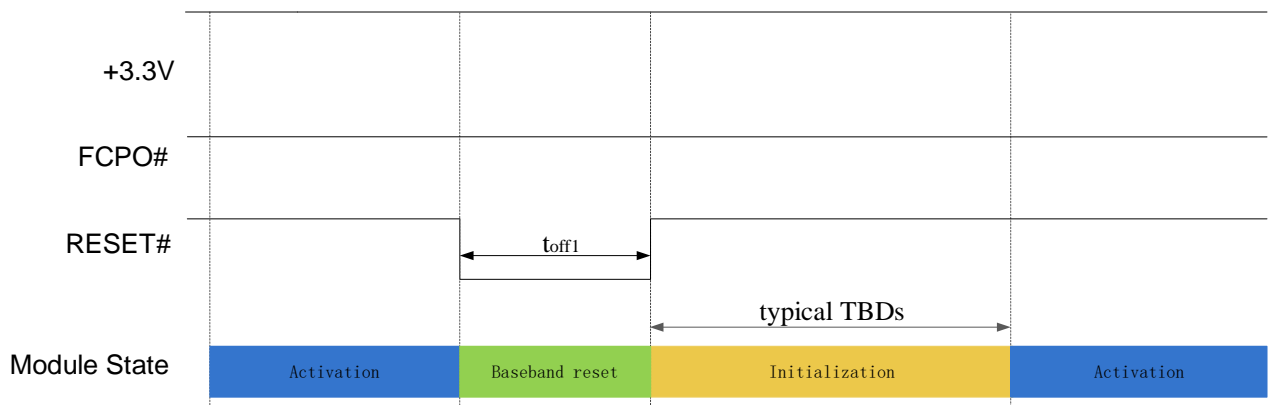 +3.3V
FCPO#
RESET#
toff1
typical TBDs
Module State
Activation
Baseband reset
Initialization
Activation